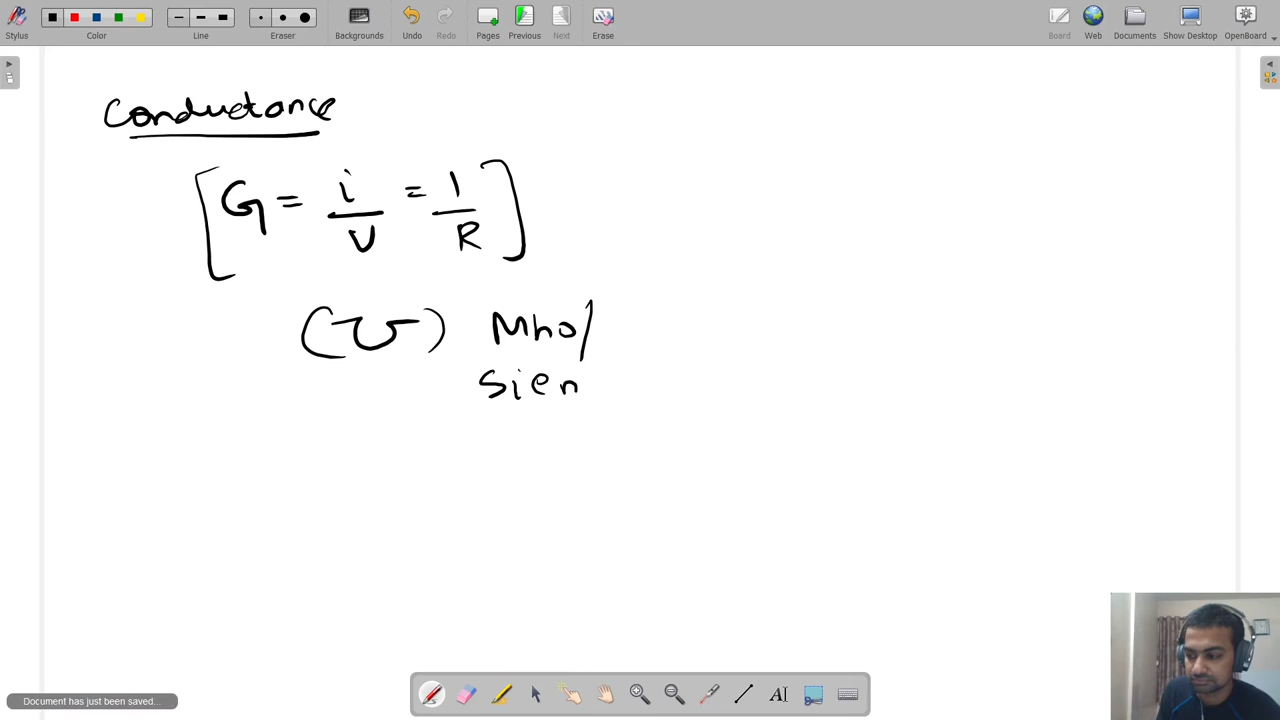 Stylus Color Line Eraser Backgrounds Undo Redo Pages Previous Next Erase Board Web Documents Show Desktop OpenBoard
Conductance
[G = i/V = 1/R]
(℧) Mho/
Sien
AI
Document has just been saved...